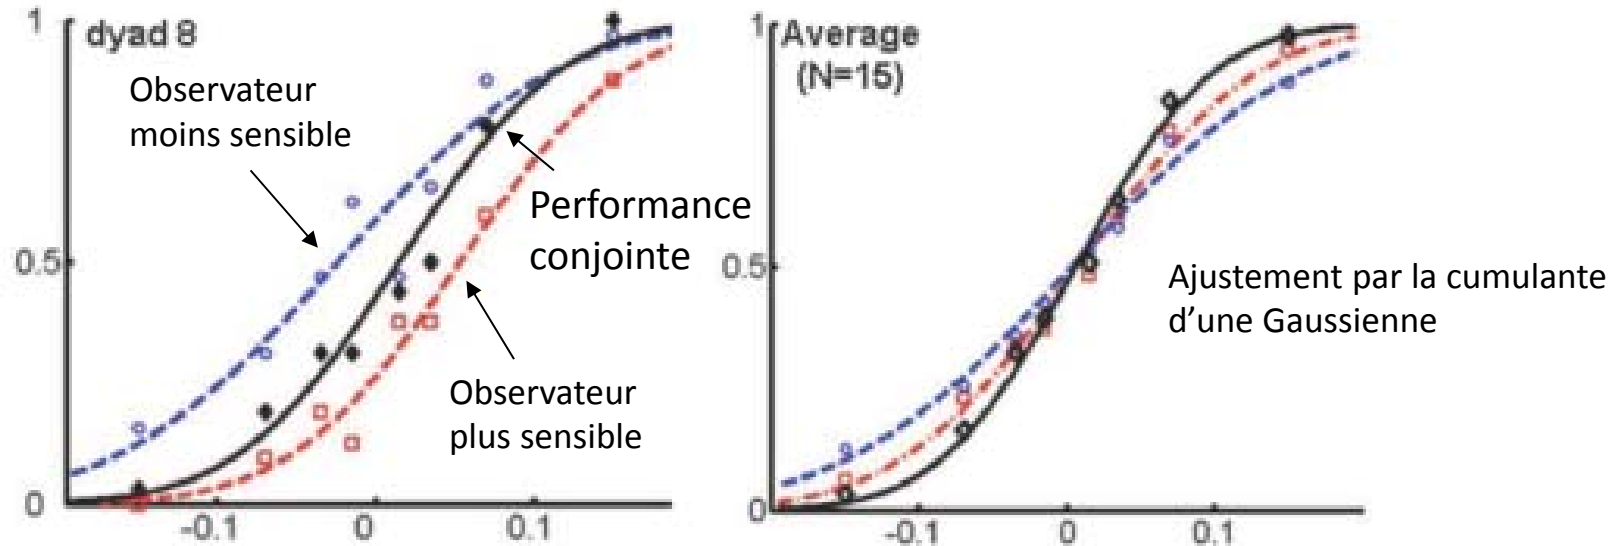 1
dyad 8
Observateur
moins sensible
Performance
conjointe
0.5
Observateur
plus sensible
0
-0.1
0
0.1
1
Average
(N=15)
0.5
Ajustement par la cumulante
d'une Gaussienne
0
-0.1
0
0.1